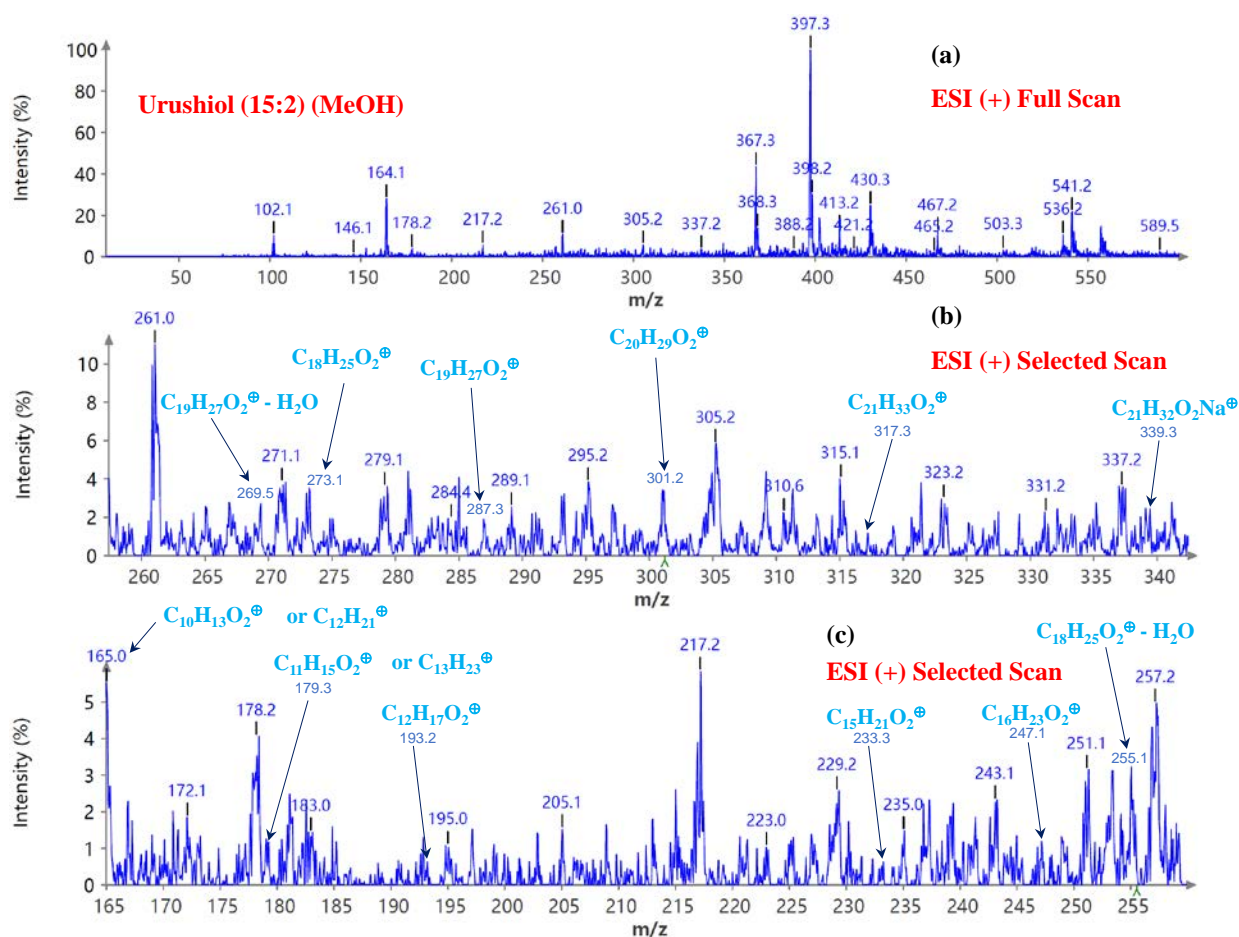 (a)
Urushiol (15:2) (MeOH)
ESI (+) Full Scan
Intensity (%)
100
80
60
40
20
0
102.1
146.1
164.1
178.2
217.2
261.0
305.2
337.2
367.3
368.3
388.2
397.3
398.2
413.2
421.2
430.3
465.2
467.2
503.3
536.2
541.2
589.5
50 100 150 200 250 300 350 400 450 500 550
m/z
(b)
ESI (+) Selected Scan
Intensity (%)
10
8
6
4
2
0
261.0
C₁₉H₂₇O₂⊕ - H₂O
269.5
271.1
C₁₈H₂₅O₂⊕
273.1
279.1
284.4
C₁₉H₂₇O₂⊕
287.3
289.1
295.2
C₂₀H₂₉O₂⊕
301.2
305.2
310.6
315.1
C₂₁H₃₃O₂⊕
317.3
323.2
331.2
337.2
C₂₁H₃₂O₂Na⊕
339.3
260 265 270 275 280 285 290 295 300 305 310 315 320 325 330 335 340
m/z
(c)
ESI (+) Selected Scan
Intensity (%)
5
4
3
2
1
0
C₁₀H₁₃O₂⊕ or C₁₂H₂₁⊕
165.0
172.1
178.2
C₁₁H₁₅O₂⊕ or C₁₃H₂₃⊕
179.3
183.0
C₁₂H₁₇O₂⊕
193.2
195.0
205.1
217.2
223.0
229.2
C₁₅H₂₁O₂⊕
233.3
235.0
243.1
C₁₆H₂₃O₂⊕
247.1
251.1
C₁₈H₂₅O₂⊕ - H₂O
255.1
257.2
165 170 175 180 185 190 195 200 205 210 215 220 225 230 235 240 245 250 255
m/z